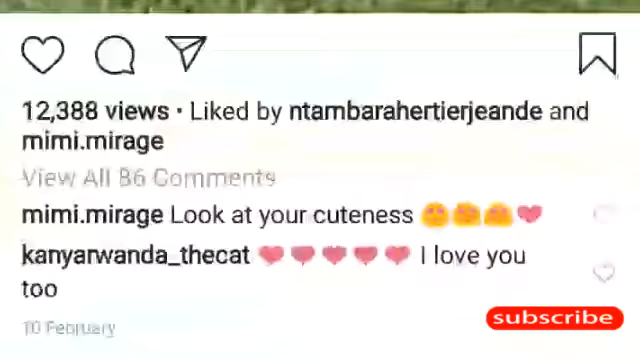 12,388 views • Liked by ntambarahertierjeande and
mimi.mirage
View All 86 Comments
mimi.mirage Look at your cuteness 😍🤗🤗❤
kanyarwanda_thecat ❤❤❤❤❤ I love you
too
10 February
subscribe